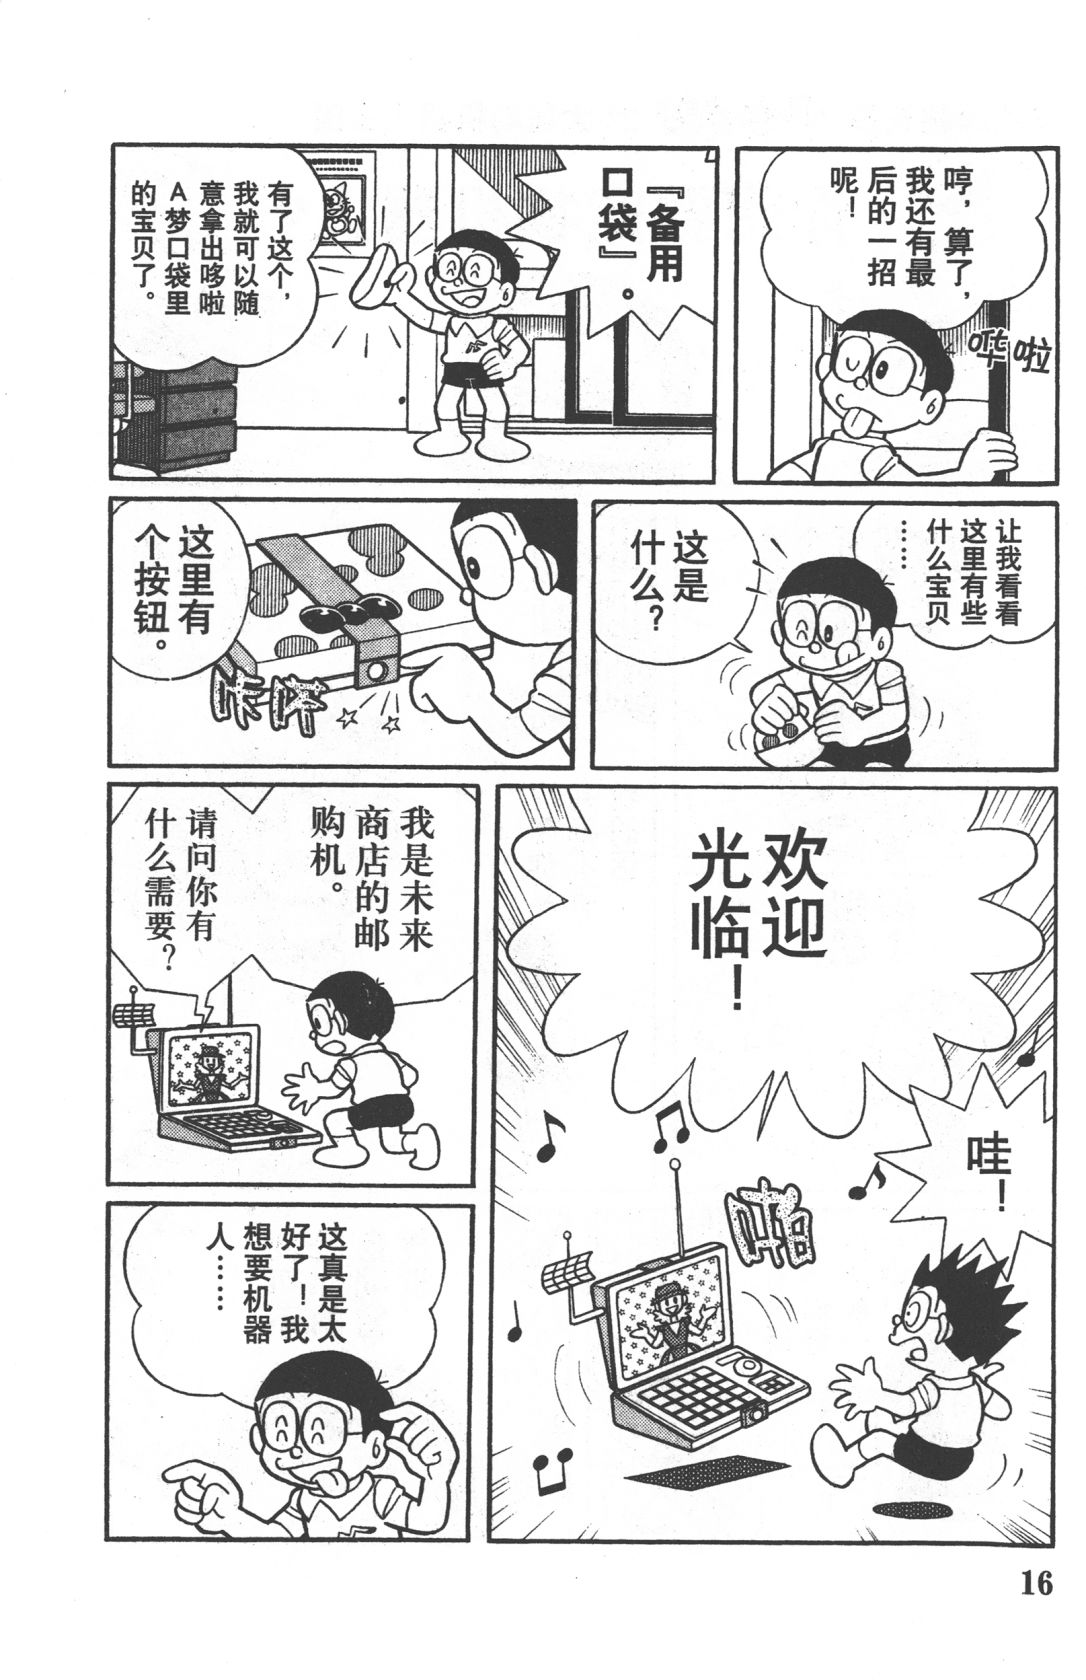 哼，算了，
我还有最
后的一招
呢！
哗啦
『备用
口袋』。
有了这个，
我就可以随
意拿出哆啦
A梦口袋里
的宝贝了。
让我看看
这里有些
什么宝贝
……
这是
什么？
这里有
个按钮。
咔嚓
欢迎
光临！
哇！
啪
我是未来
商店的邮
购机。
请问你有
什么需要？
这真是太
好了！我
想要机器
人……
16